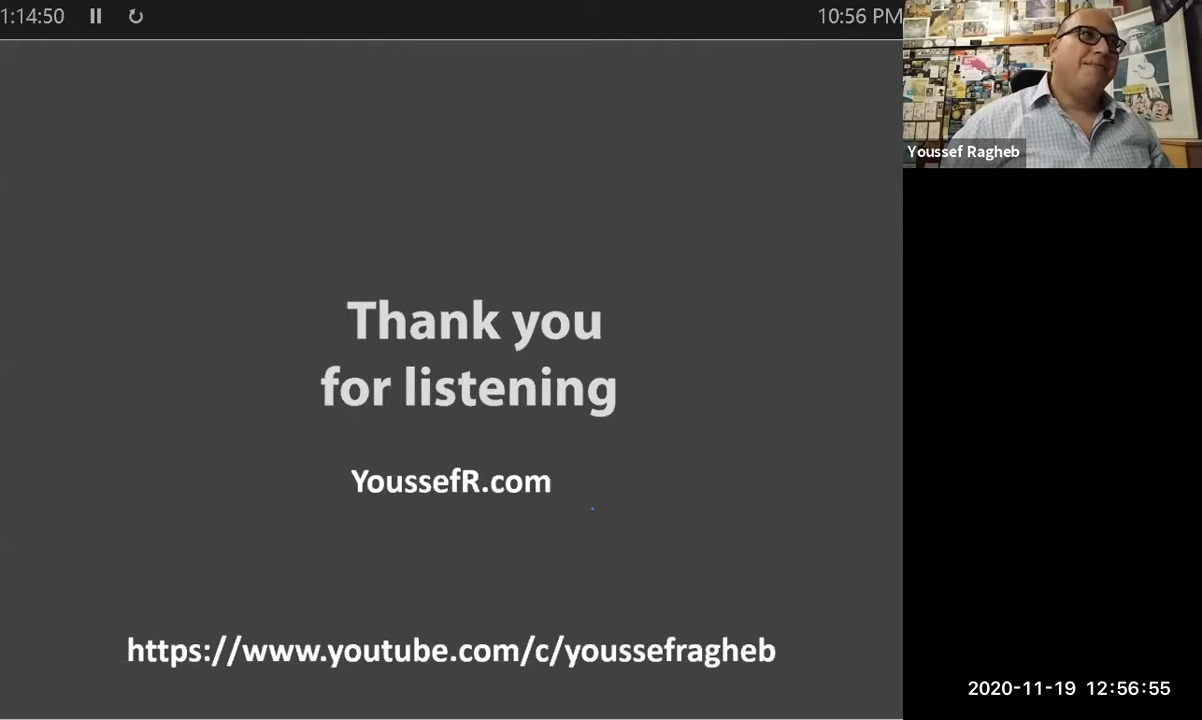 1:14:50
10:56 PM
Youssef Ragheb
Thank you
for listening
YoussefR.com
https://www.youtube.com/c/youssefragheb
2020-11-19 12:56:55